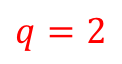 q = 2